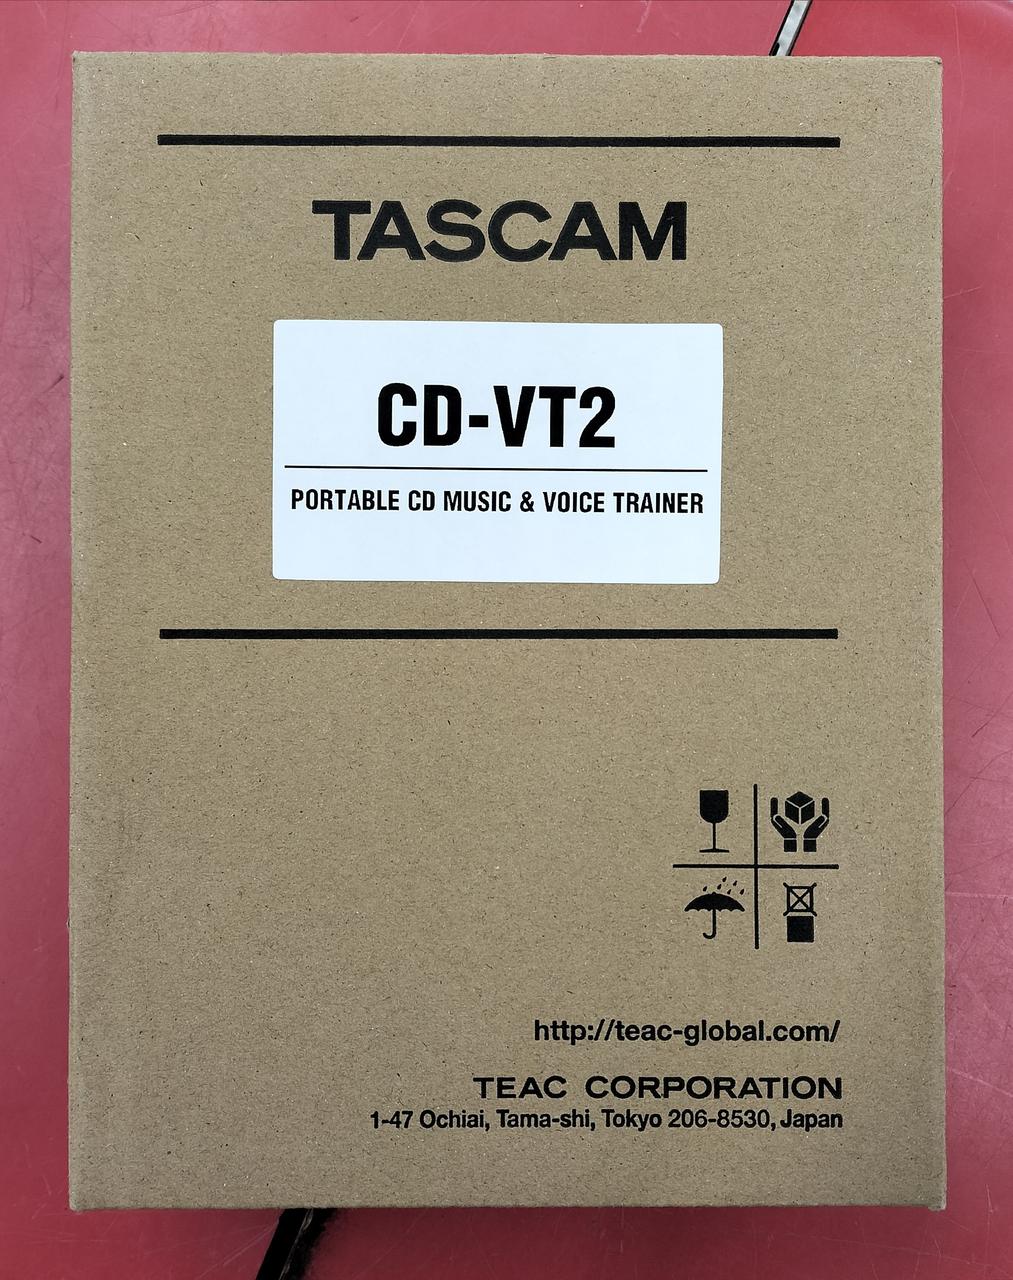 TASCAM
CD-VT2
PORTABLE CD MUSIC & VOICE TRAINER
http://teac-global.com/
TEAC CORPORATION
1-47 Ochiai, Tama-shi, Tokyo 206-8530, Japan